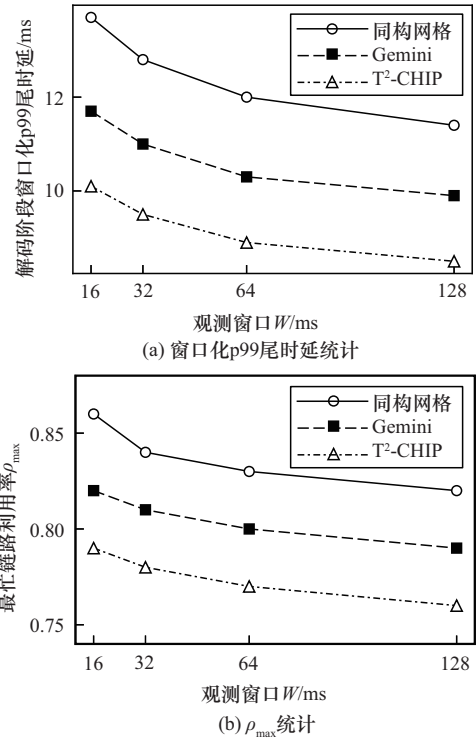 同构网格
Gemini
T²-CHIP
12
10
解码阶段窗口化p99尾时延/ms
16 32 64 128
观测窗口W/ms
(a) 窗口化p99尾时延统计
同构网格
Gemini
T²-CHIP
0.85
0.80
0.75
最忙链路利用率ρmax
16 32 64 128
观测窗口W/ms
(b) ρmax统计